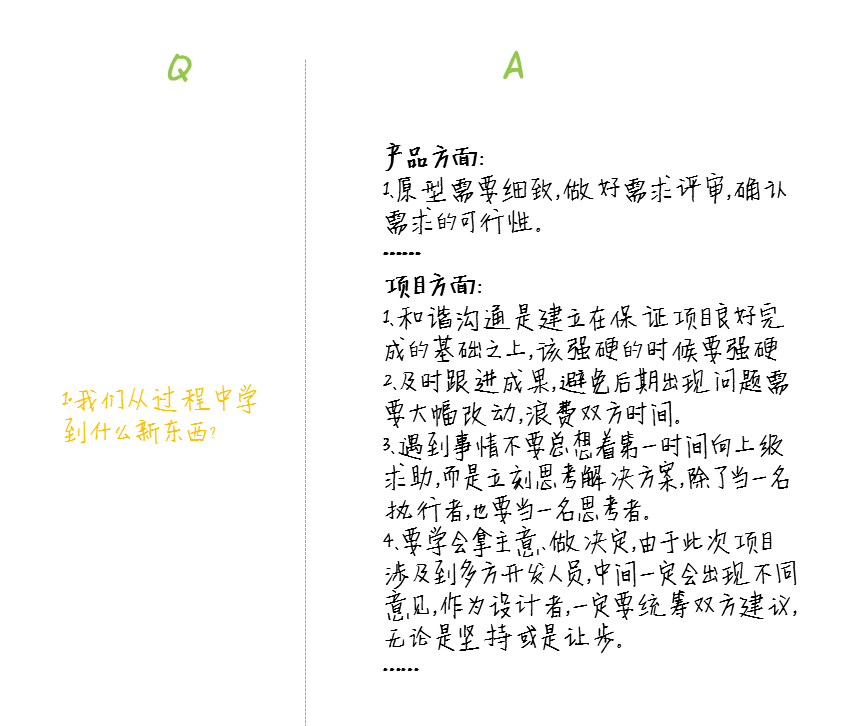 Q
A
产品方面:
1、原型需要细致,做好需求评审,确认
需求的可行性。
......
项目方面:
1、和谐沟通是建立在保证项目良好完
成的基础之上,该强硬的时候要强硬
2、及时跟进成果,避免后期出现问题需
要大幅改动,浪费双方时间。
3、遇到事情不要总想着第一时间向上级
求助,而是立刻思考解决方案,除了当一名
执行者,也要当一名思考者。
4、要学会拿主意、做决定,由于此次项目
涉及到多方开发人员,中间一定会出现不同
意见,作为设计者,一定要统筹双方建议,
无论是坚持或是让步。
......
1.我们从过程中学
到什么新东西?